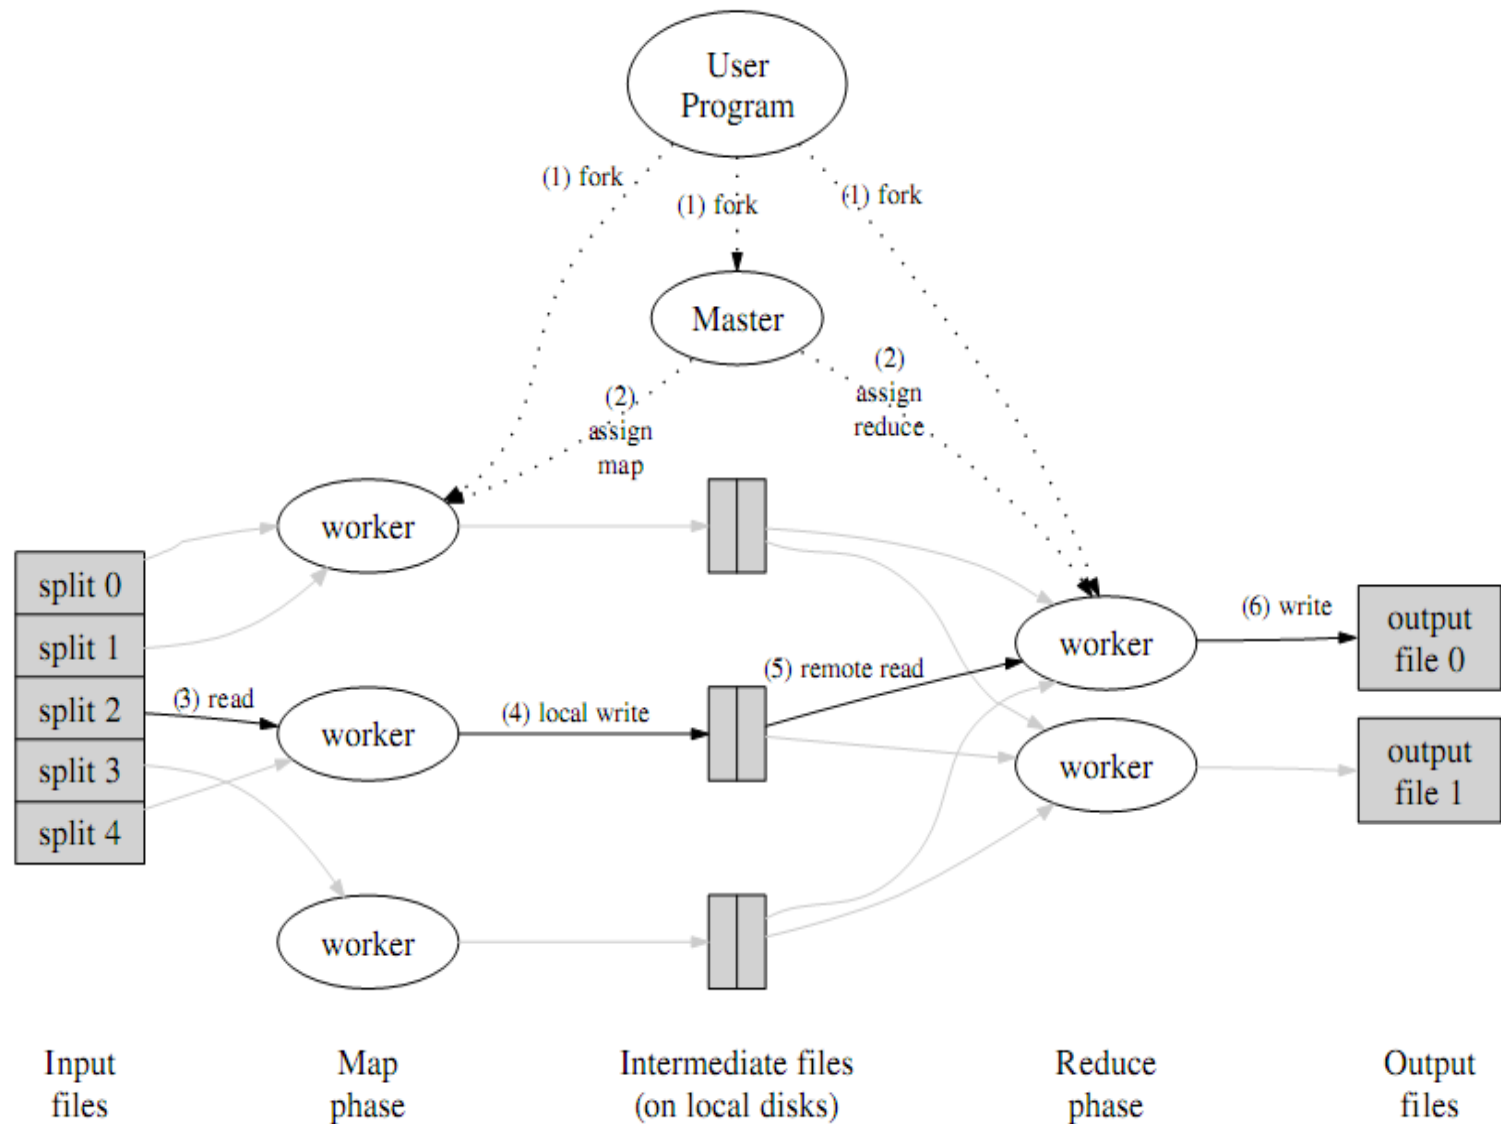 User
Program
(1) fork
(1) fork
(1) fork
Master
(2)
assign
map
(2)
assign
reduce
split 0
split 1
split 2
split 3
split 4
(3) read
worker
worker
worker
(4) local write
(5) remote read
worker
worker
(6) write
output
file 0
output
file 1
Input
files
Map
phase
Intermediate files
(on local disks)
Reduce
phase
Output
files